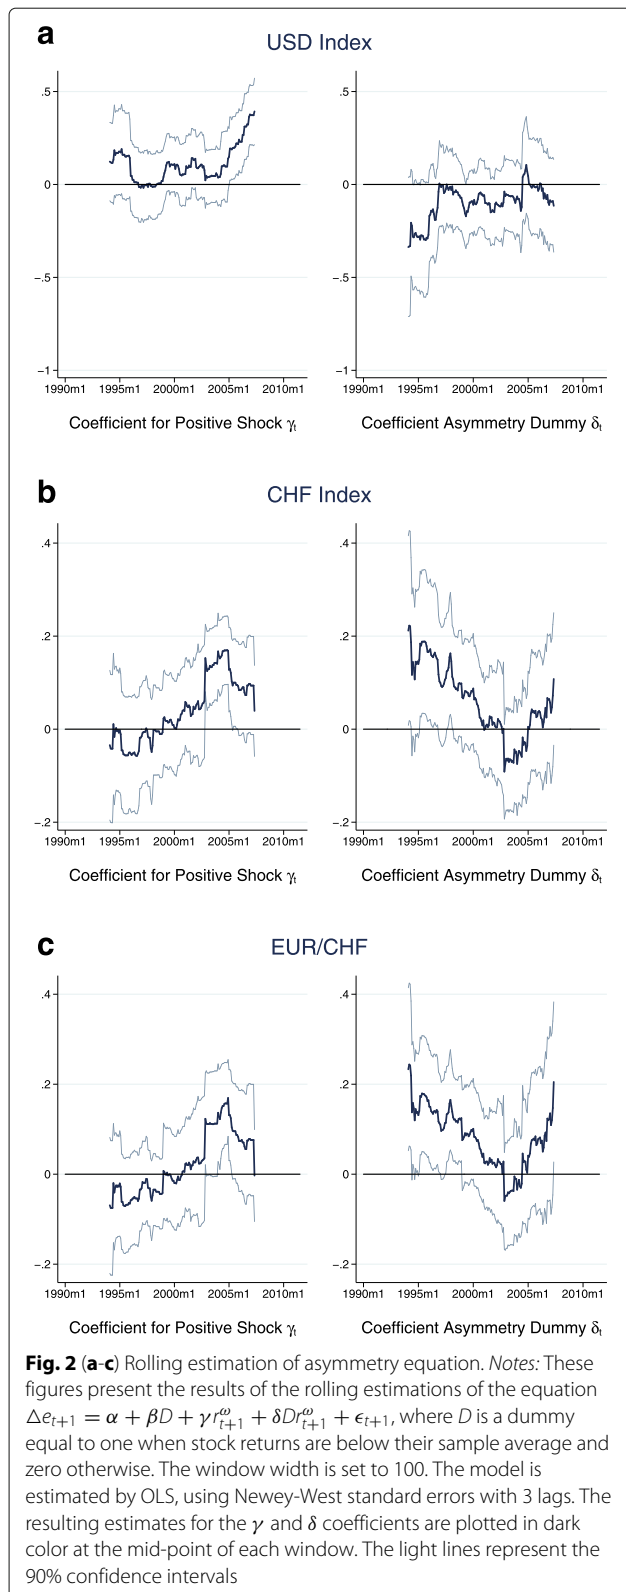 a
USD Index
.5
0
−.5
−1
1990m1 1995m1 2000m1 2005m1 2010m1
Coefficient for Positive Shock γt
.5
0
−.5
−1
1990m1 1995m1 2000m1 2005m1 2010m1
Coefficient Asymmetry Dummy δt
b
CHF Index
.4
.2
0
−.2
1990m1 1995m1 2000m1 2005m1 2010m1
Coefficient for Positive Shock γt
.4
.2
0
−.2
1990m1 1995m1 2000m1 2005m1 2010m1
Coefficient Asymmetry Dummy δt
c
EUR/CHF
.4
.2
0
−.2
1990m1 1995m1 2000m1 2005m1 2010m1
Coefficient for Positive Shock γt
.4
.2
0
−.2
1990m1 1995m1 2000m1 2005m1 2010m1
Coefficient Asymmetry Dummy δt
Fig. 2 (a-c) Rolling estimation of asymmetry equation. Notes: These
figures present the results of the rolling estimations of the equation
△e_{t+1} = α + βD + γr^ω_{t+1} + δDr^ω_{t+1} + ϵ_{t+1}, where D is a dummy
equal to one when stock returns are below their sample average and
zero otherwise. The window width is set to 100. The model is
estimated by OLS, using Newey-West standard errors with 3 lags. The
resulting estimates for the γ and δ coefficients are plotted in dark
color at the mid-point of each window. The light lines represent the
90% confidence intervals